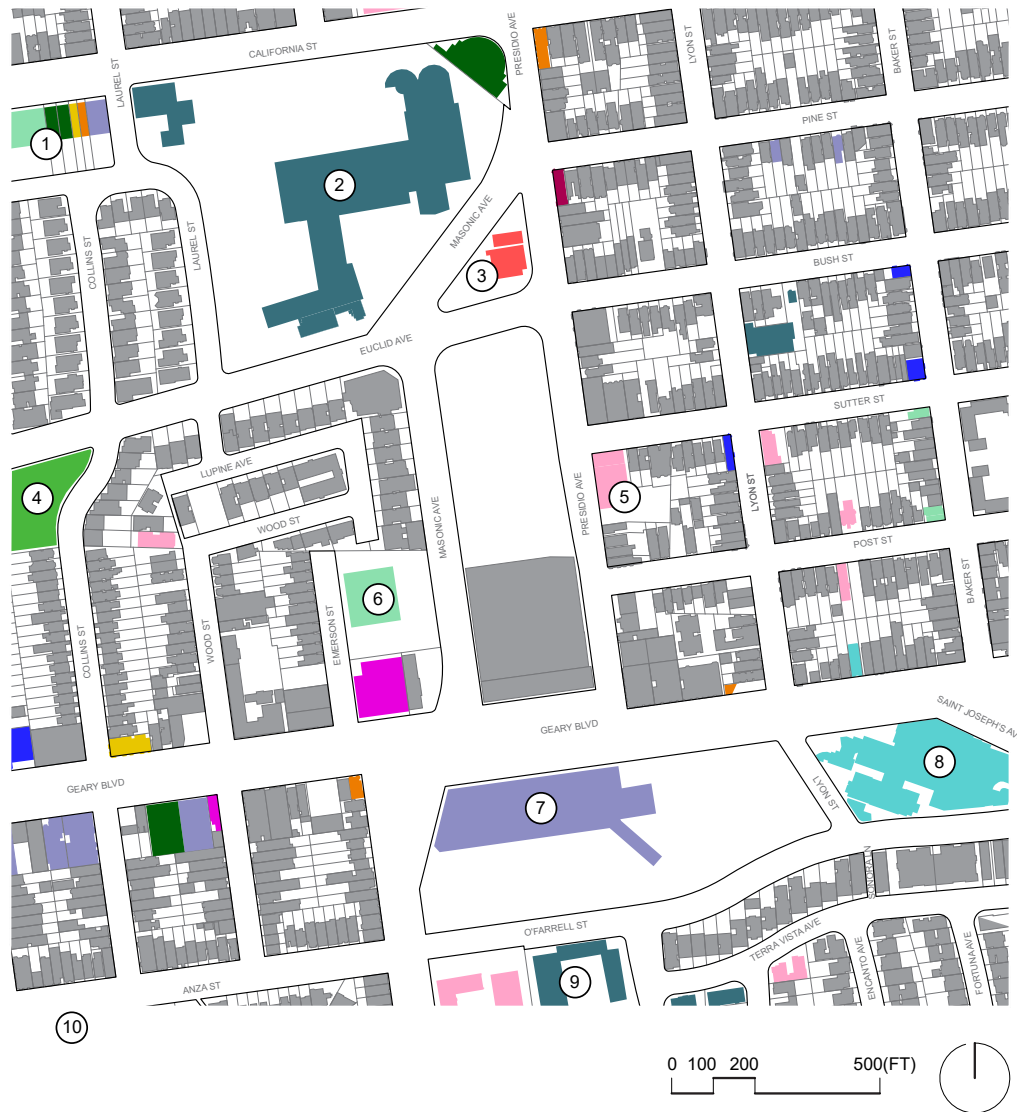 CALIFORNIA ST
PRESIDIO AVE
LYON ST
BAKER ST
LAUREL ST
PINE ST
1
2
MASONIC AVE
COLLINS ST
LAUREL ST
BUSH ST
3
EUCLID AVE
SUTTER ST
LUPINE AVE
4
PRESIDIO AVE
5
LYON ST
WOOD ST
MASONIC AVE
POST ST
BAKER ST
6
COLLINS ST
WOOD ST
EMERSON ST
SAINT JOSEPH'S AV
GEARY BLVD
8
GEARY BLVD
LYON ST
7
SONORA LN
O'FARRELL ST
TERRA VISTA AVE
ENCANTO AVE
FORTUNA AVE
9
ANZA ST
10
0 100 200 500(FT)